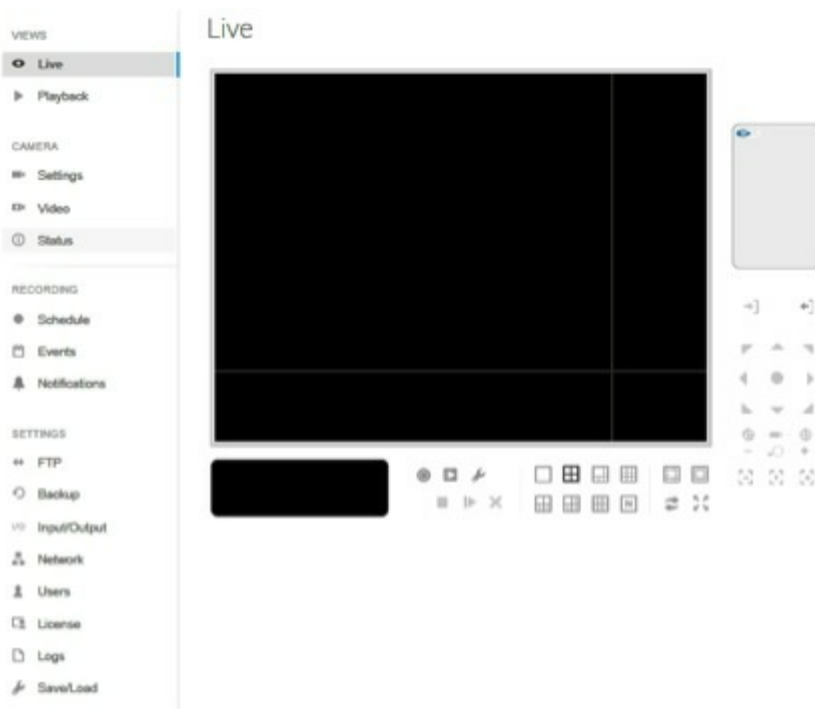 Live
VIEWS
Live
Playback
CAMERA
Settings
Video
Status
RECORDING
Schedule
Events
Notifications
SETTINGS
FTP
Backup
I/O Input/Output
Network
Users
License
Logs
Save/Load
N